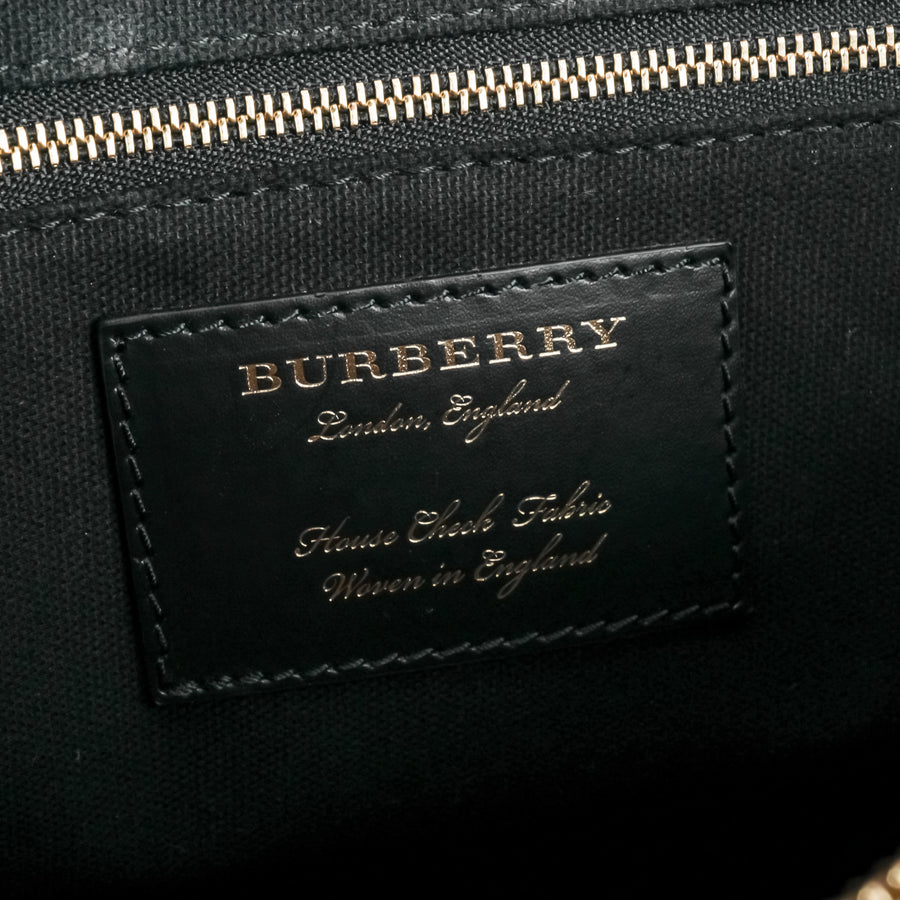 BURBERRY
London, England
House Check Fabric
Woven in England